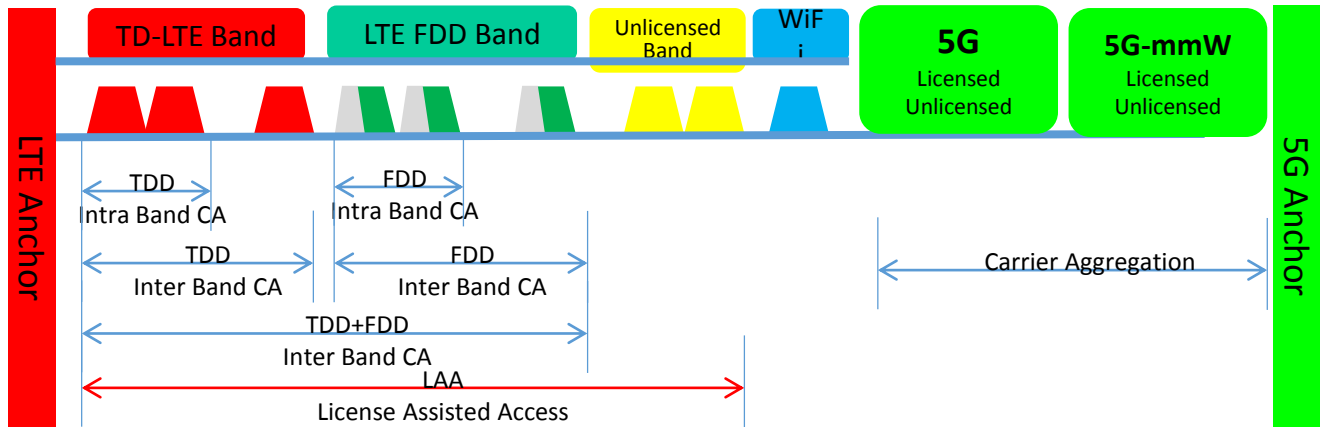 LTE Anchor
TD-LTE Band
LTE FDD Band
Unlicensed
Band
WiF
i
5G
Licensed
Unlicensed
5G-mmW
Licensed
Unlicensed
5G Anchor
TDD
Intra Band CA
FDD
Intra Band CA
TDD
Inter Band CA
FDD
Inter Band CA
Carrier Aggregation
TDD+FDD
Inter Band CA
LAA
License Assisted Access